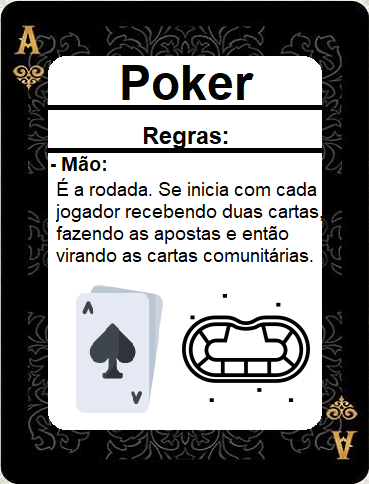 A
Poker
Regras:
- Mão:
É a rodada. Se inicia com cada
jogador recebendo duas cartas,
fazendo as apostas e então
virando as cartas comunitárias.
A
A
A